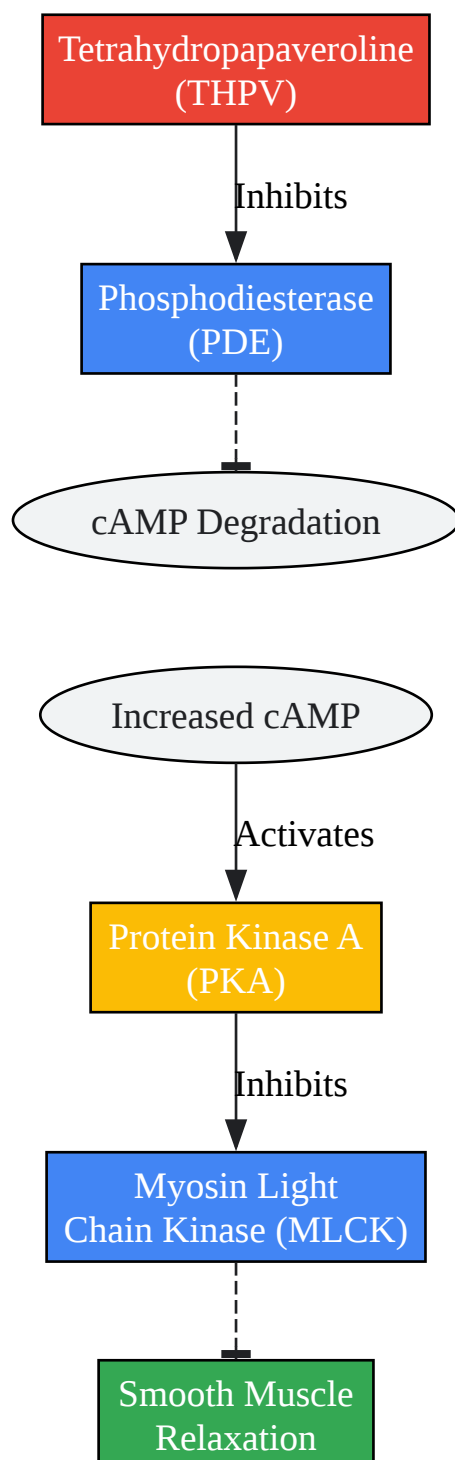 Tetrahydropapaveroline
(THPV)
Inhibits
Phosphodiesterase
(PDE)
cAMP Degradation
Increased cAMP
Activates
Protein Kinase A
(PKA)
Inhibits
Myosin Light
Chain Kinase (MLCK)
Smooth Muscle
Relaxation